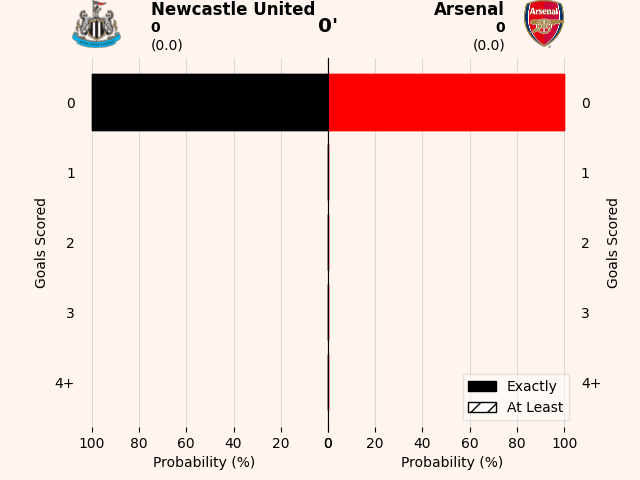 Newcastle United
0
(0.0)
0'
Arsenal
0
(0.0)
Arsenal
Goals Scored
0
1
2
3
4+
0
1
2
3
4+
Goals Scored
Exactly
At Least
100 80 60 40 20 0
0 20 40 60 80 100
Probability (%)
Probability (%)